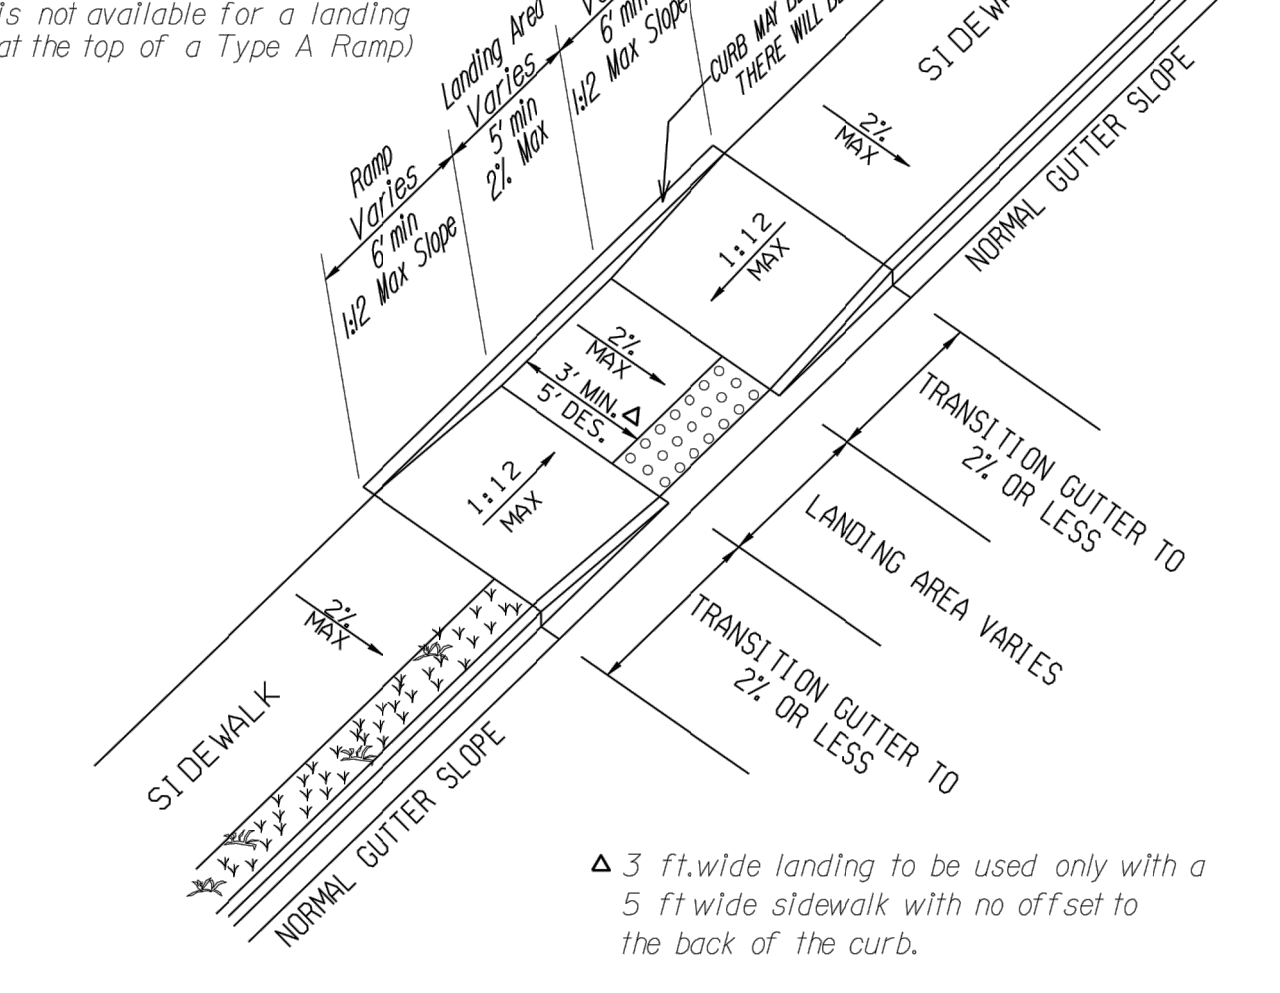 is not available for a landing
at the top of a Type A Ramp)
Ramp
Varies
6' min
1:12 Max Slope
Landing Area
Varies
5' min
2% Max
6' min
1:12 Max Slope
CURB MAY
THERE WILL
SIDEW
2%
MAX
NORMAL GUTTER SLOPE
1:12
MAX
2%
MAX
3' MIN. Δ
5' DES.
1:12
MAX
TRANSITION GUTTER TO
2% OR LESS
LANDING AREA VARIES
TRANSITION GUTTER TO
2% OR LESS
2%
MAX
SIDEWALK
NORMAL GUTTER SLOPE
Δ 3 ft.wide landing to be used only with a
5 ft wide sidewalk with no offset to
the back of the curb.